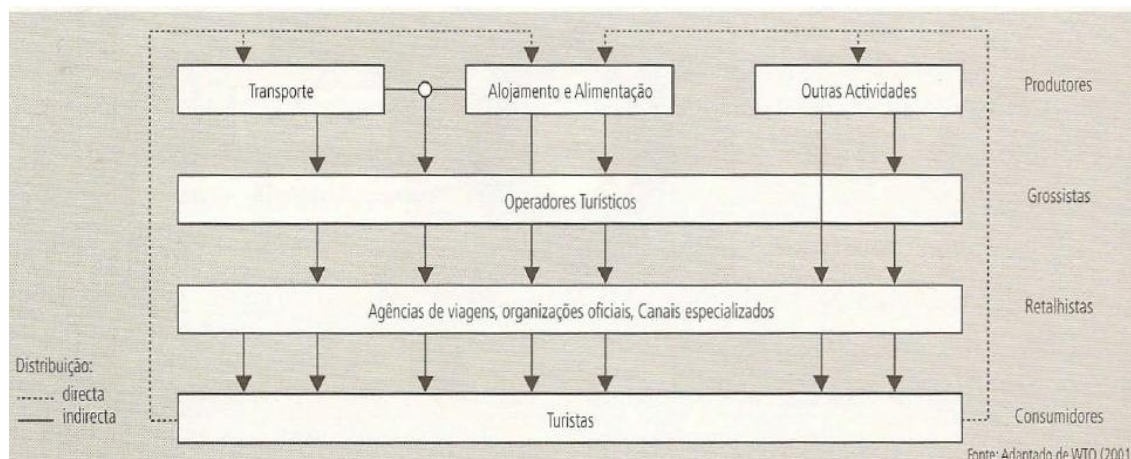 Transporte
Alojamento e Alimentação
Outras Actividades
Produtores
Operadores Turísticos
Grossistas
Agências de viagens, organizações oficiais, Canais especializados
Retalhistas
Distribuição:
directa
indirecta
Turistas
Consumidores
Fonte: Adaptado de WTO (2001